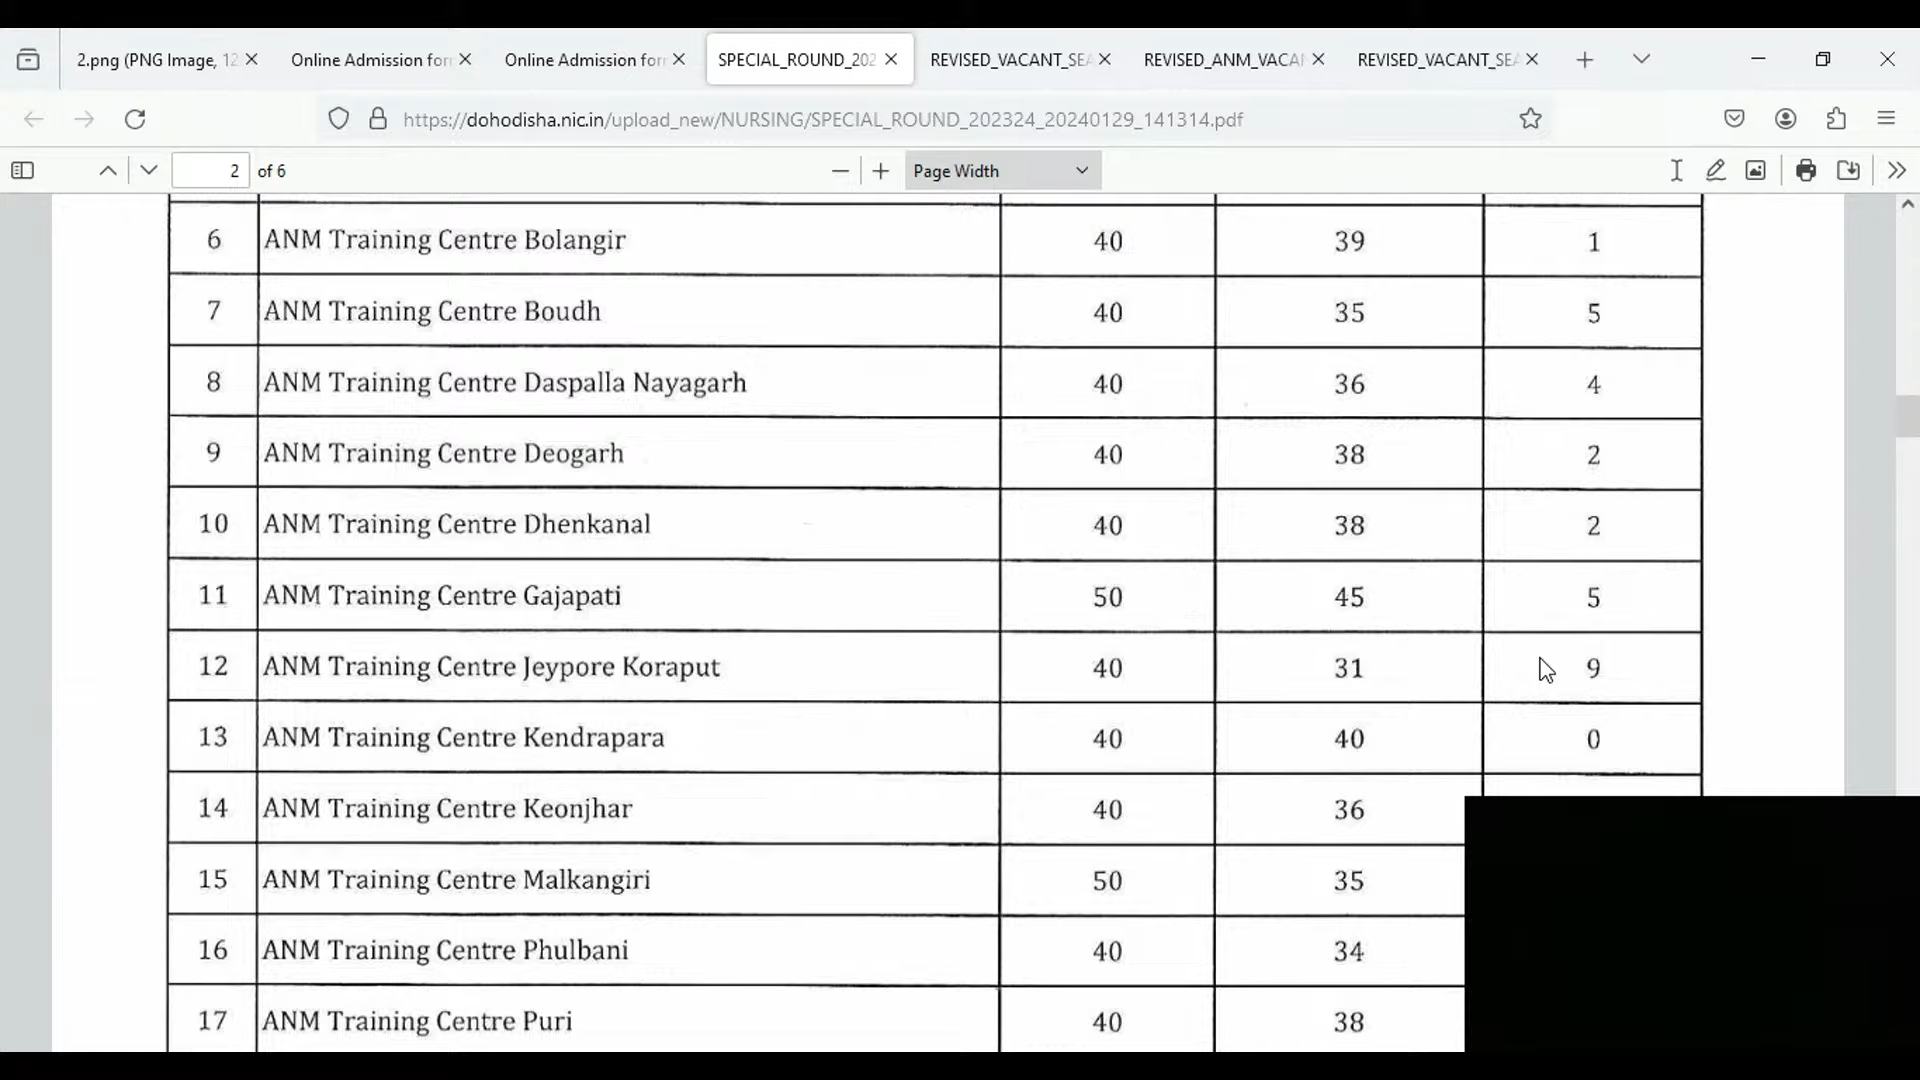 2.png (PNG Image, 12
Online Admission for
Online Admission for
SPECIAL_ROUND_202
REVISED_VACANT_SEA
REVISED_ANM_VACAN
REVISED_VACANT_SEA
https://dohodisha.nic.in/upload_new/NURSING/SPECIAL_ROUND_202324_20240129_141314.pdf
2 of 6
Page Width
6 ANM Training Centre Bolangir 40 39 1
7 ANM Training Centre Boudh 40 35 5
8 ANM Training Centre Daspalla Nayagarh 40 36 4
9 ANM Training Centre Deogarh 40 38 2
10 ANM Training Centre Dhenkanal 40 38 2
11 ANM Training Centre Gajapati 50 45 5
12 ANM Training Centre Jeypore Koraput 40 31 9
13 ANM Training Centre Kendrapara 40 40 0
14 ANM Training Centre Keonjhar 40 36
15 ANM Training Centre Malkangiri 50 35
16 ANM Training Centre Phulbani 40 34
17 ANM Training Centre Puri 40 38